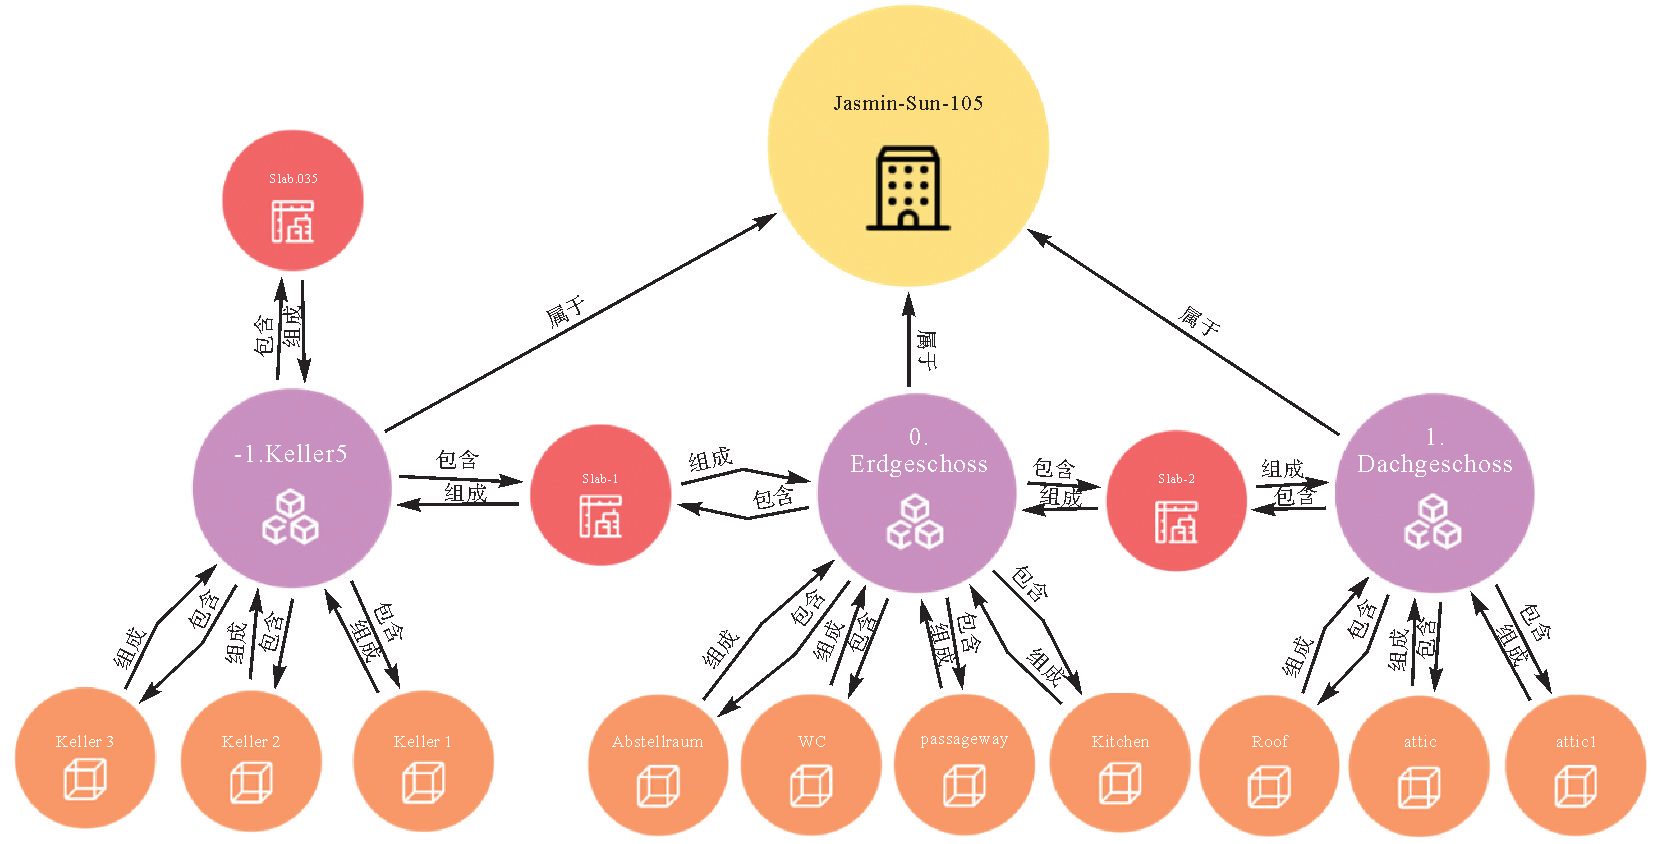 Jasmin-Sun-105
Slab.035
属于
属于
属于
包含
组成
-1.Keller5
包含
组成
Slab-1
组成
包含
0.
Erdgeschoss
包含
组成
Slab-2
组成
包含
1.
Dachgeschoss
组成
包含
组成
包含
包含
组成
组成
包含
组成
包含
组成
包含
包含
组成
组成
包含
组成
包含
包含
组成
Keller 3
Keller 2
Keller 1
Abstellraum
WC
passageway
Kitchen
Roof
attic
attic1